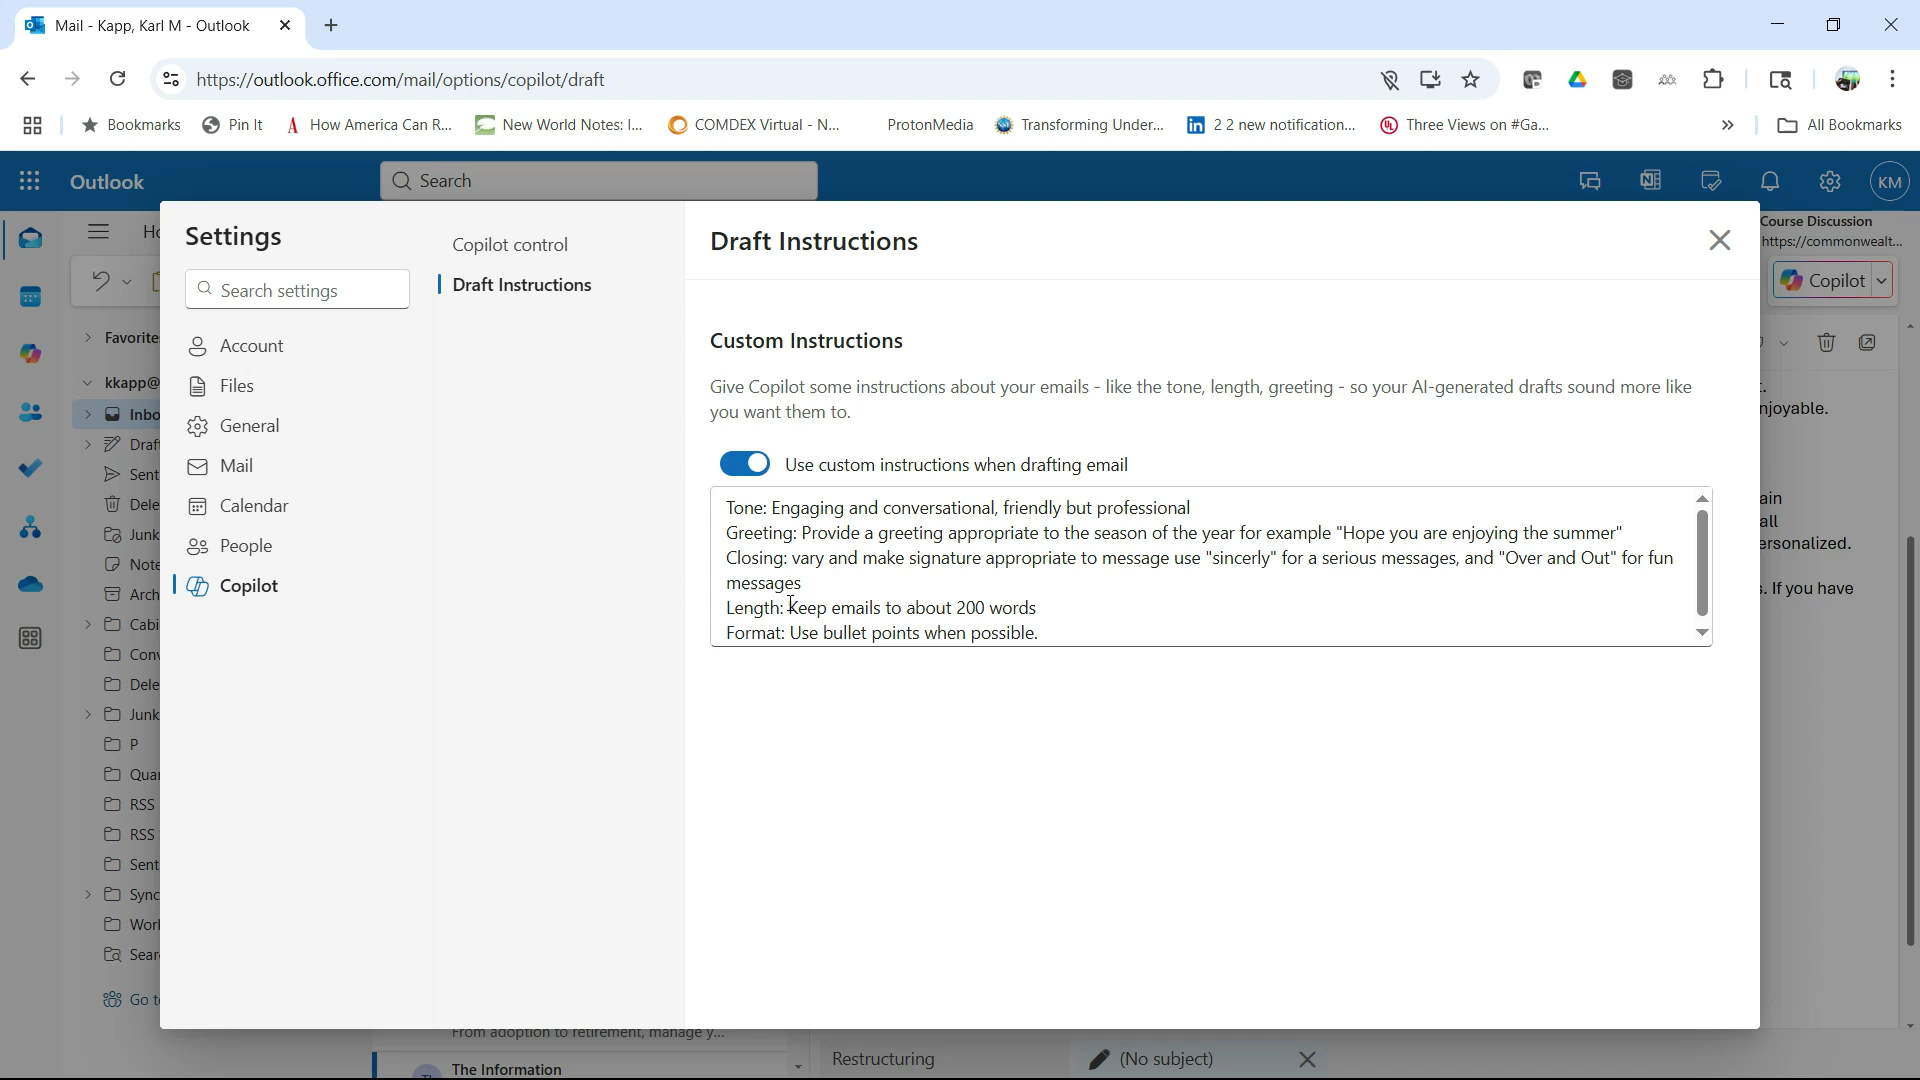 Mail - Kapp, Karl M - Outlook
https://outlook.office.com/mail/options/copilot/draft
Bookmarks
Pin It
How America Can R...
New World Notes: I...
COMDEX Virtual - N...
ProtonMedia
Transforming Under...
2 2 new notification...
Three Views on #Ga...
All Bookmarks
Outlook
Search
KM
Settings
Search settings
Account
Files
General
Mail
Calendar
People
Copilot
Copilot control
Draft Instructions
Draft Instructions
Custom Instructions
Give Copilot some instructions about your emails - like the tone, length, greeting - so your AI-generated drafts sound more like
you want them to.
Use custom instructions when drafting email
Tone: Engaging and conversational, friendly but professional
Greeting: Provide a greeting appropriate to the season of the year for example "Hope you are enjoying the summer"
Closing: vary and make signature appropriate to message use "sincerly" for a serious messages, and "Over and Out" for fun
messages
Length: Keep emails to about 200 words
Format: Use bullet points when possible.
Course Discussion
https://commonwealt...
Copilot
njoyable.
ain
all
ersonalized.
. If you have
Ho
Favorite
kkapp@
Inbo
Draf
Sent
Dele
Junk
Note
Arch
Cabi
Conv
Dele
Junk
P
Quar
RSS
RSS
Sent
Sync
Worl
Sear
Go t
From adoption to retirement, manage y...
The Information
Restructuring
(No subject)